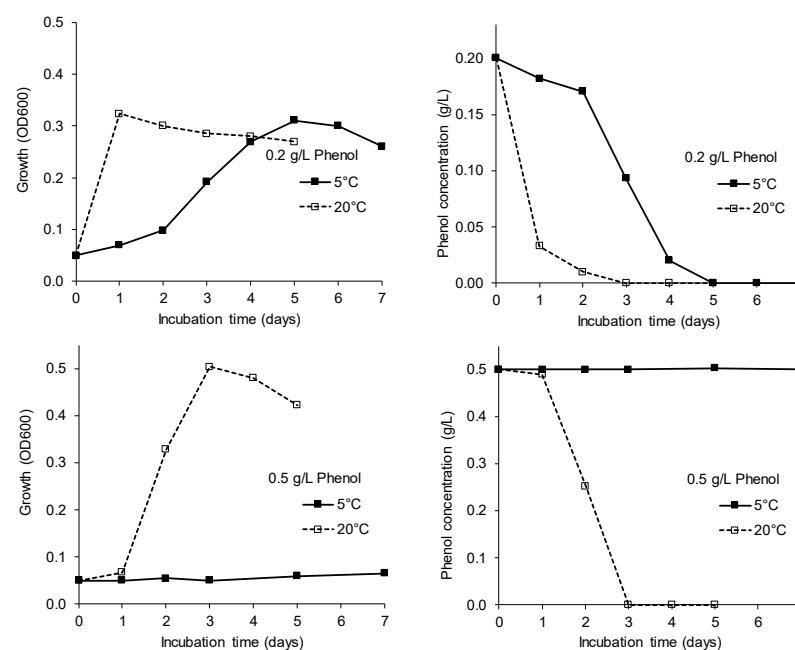 0.5
0.4
0.3
0.2
0.1
0.0
Growth (OD600)
0 1 2 3 4 5 6 7
Incubation time (days)
0.2 g/L Phenol
5°C
20°C
0.20
0.15
0.10
0.05
0.00
Phenol concentration (g/L)
0 1 2 3 4 5 6
Incubation time (days)
0.2 g/L Phenol
5°C
20°C
0.5
0.4
0.3
0.2
0.1
0.0
Growth (OD600)
0 1 2 3 4 5 6 7
Incubation time (days)
0.5 g/L Phenol
5°C
20°C
0.5
0.4
0.3
0.2
0.1
0.0
Phenol concentration (g/L)
0 1 2 3 4 5 6
Incubation time (days)
0.5 g/L Phenol
5°C
20°C